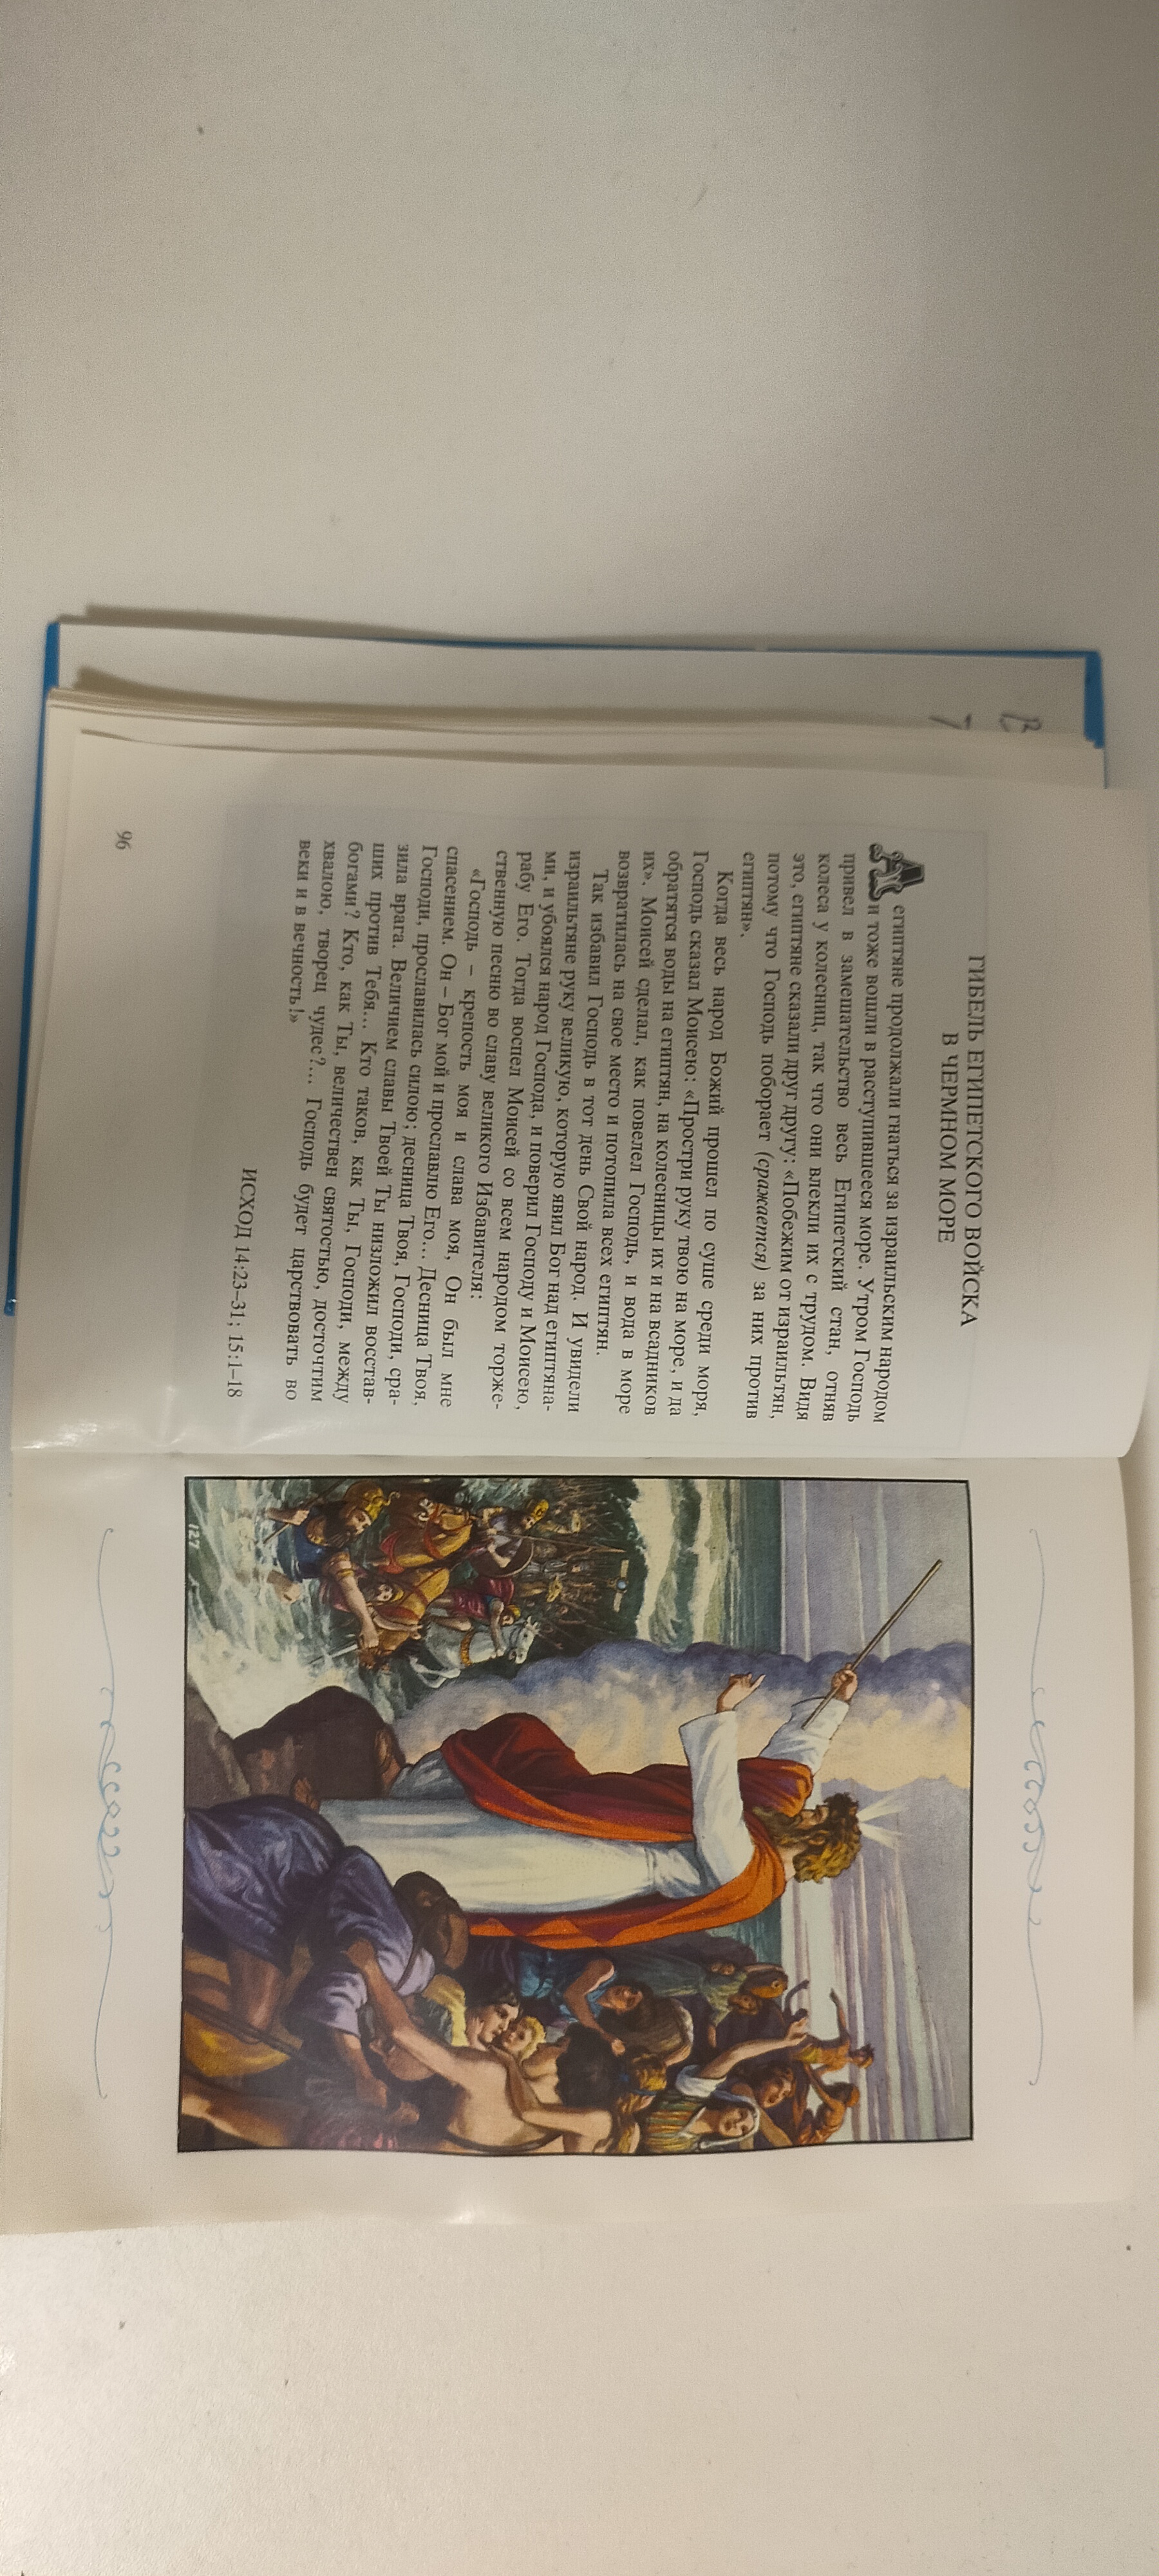 ГИБЕЛЬ ЕГИПЕТСКОГО ВОЙСКА
В ЧЕРМНОМ МОРЕ
А египтяне продолжали гнаться за израильским народом
и тоже вошли в расступившееся море. Утром Господь
привел в замешательство весь Египетский стан, отняв
колеса у колесниц, так что они влекли их с трудом. Видя
это, египтяне сказали друг другу: «Побежим от израильтян,
потому что Господь поборает (сражается) за них против
египтян».
Когда весь народ Божий прошел по суше среди моря,
Господь сказал Моисею: «Простри руку твою на море, и да
обратятся воды на египтян, на колесницы их и на всадников
их». Моисей сделал, как повелел Господь, и вода в море
возвратилась на свое место и потопила всех египтян.
Так избавил Господь в тот день Свой народ. И увидели
израильтяне руку великую, которую явил Бог над египтяна-
ми, и убоялся народ Господа, и поверил Господу и Моисею,
рабу Его. Тогда воспел Моисей со всем народом торже-
ственную песню во славу великого Избавителя:
«Господь – крепость моя и слава моя, Он был мне
спасением. Он – Бог мой и прославлю Его... Десница Твоя,
Господи, прославилась силою; десница Твоя, Господи, сра-
зила врага. Величием славы Твоей Ты низложил восстав-
ших против Тебя... Кто таков, как Ты, Господи, между
богами? Кто, как Ты, величествен святостью, досточтим
хвалою, творец чудес?... Господь будет царствовать во
веки и в вечность!»
ИСХОД 14:23–31; 15:1–18
96
127